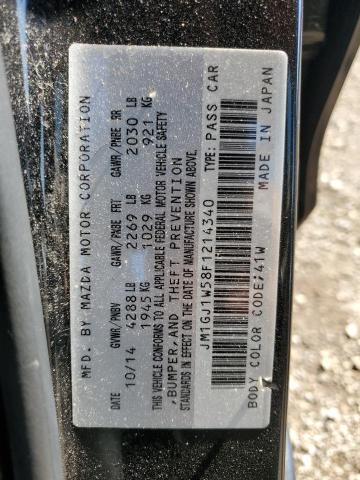 MFD. BY MAZDA MOTOR CORPORATION
GVWR/PNBV GAWR/PNBE FRT GAWR/PNBE RR
DATE 4288 LB 2269 LB 2030 LB
10/14 1945 KG 1029 KG 921 KG
THIS VEHICLE CONFORMS TO ALL APPLICABLE FEDERAL MOTOR VEHICLE SAFETY
,BUMPER,AND THEFT PREVENTION
STANDARDS IN EFFECT ON THE DATE OF MANUFACTURE SHOWN ABOVE.
JM1GJ1W58F1214340 TYPE: PASS CAR
BODY COLOR CODE;41W MADE IN JAPAN